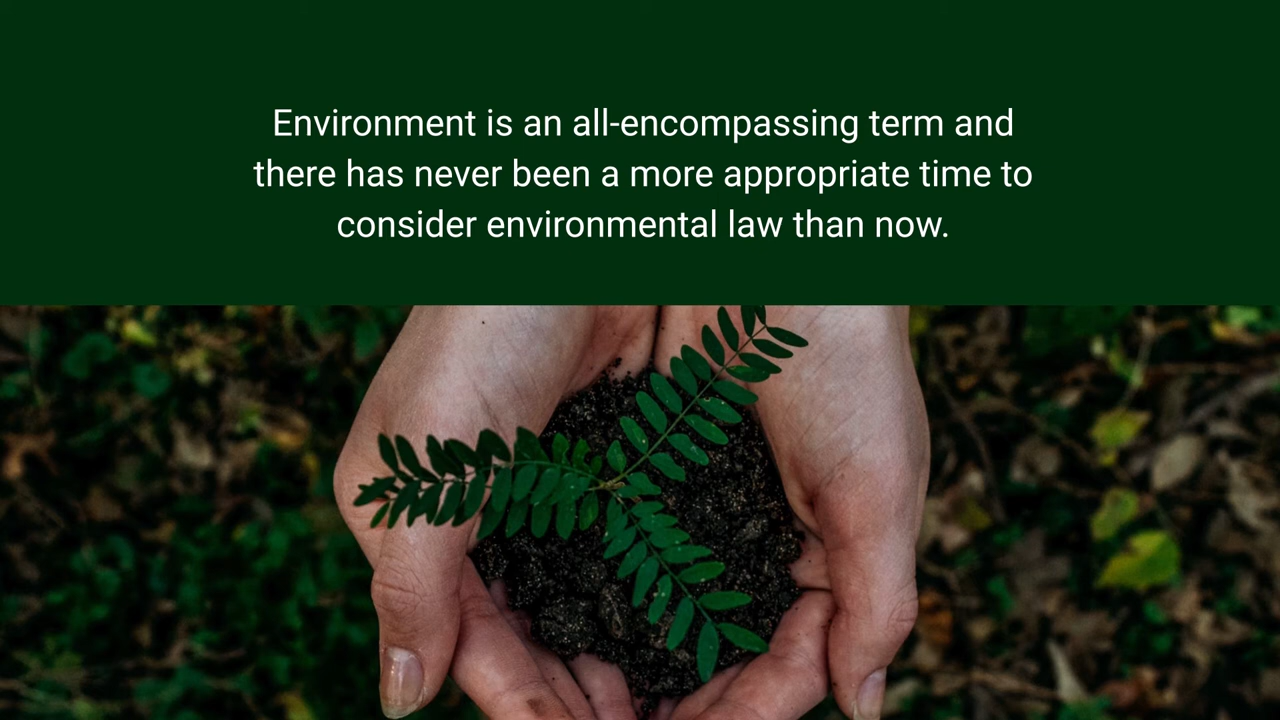 Environment is an all-encompassing term and
there has never been a more appropriate time to
consider environmental law than now.